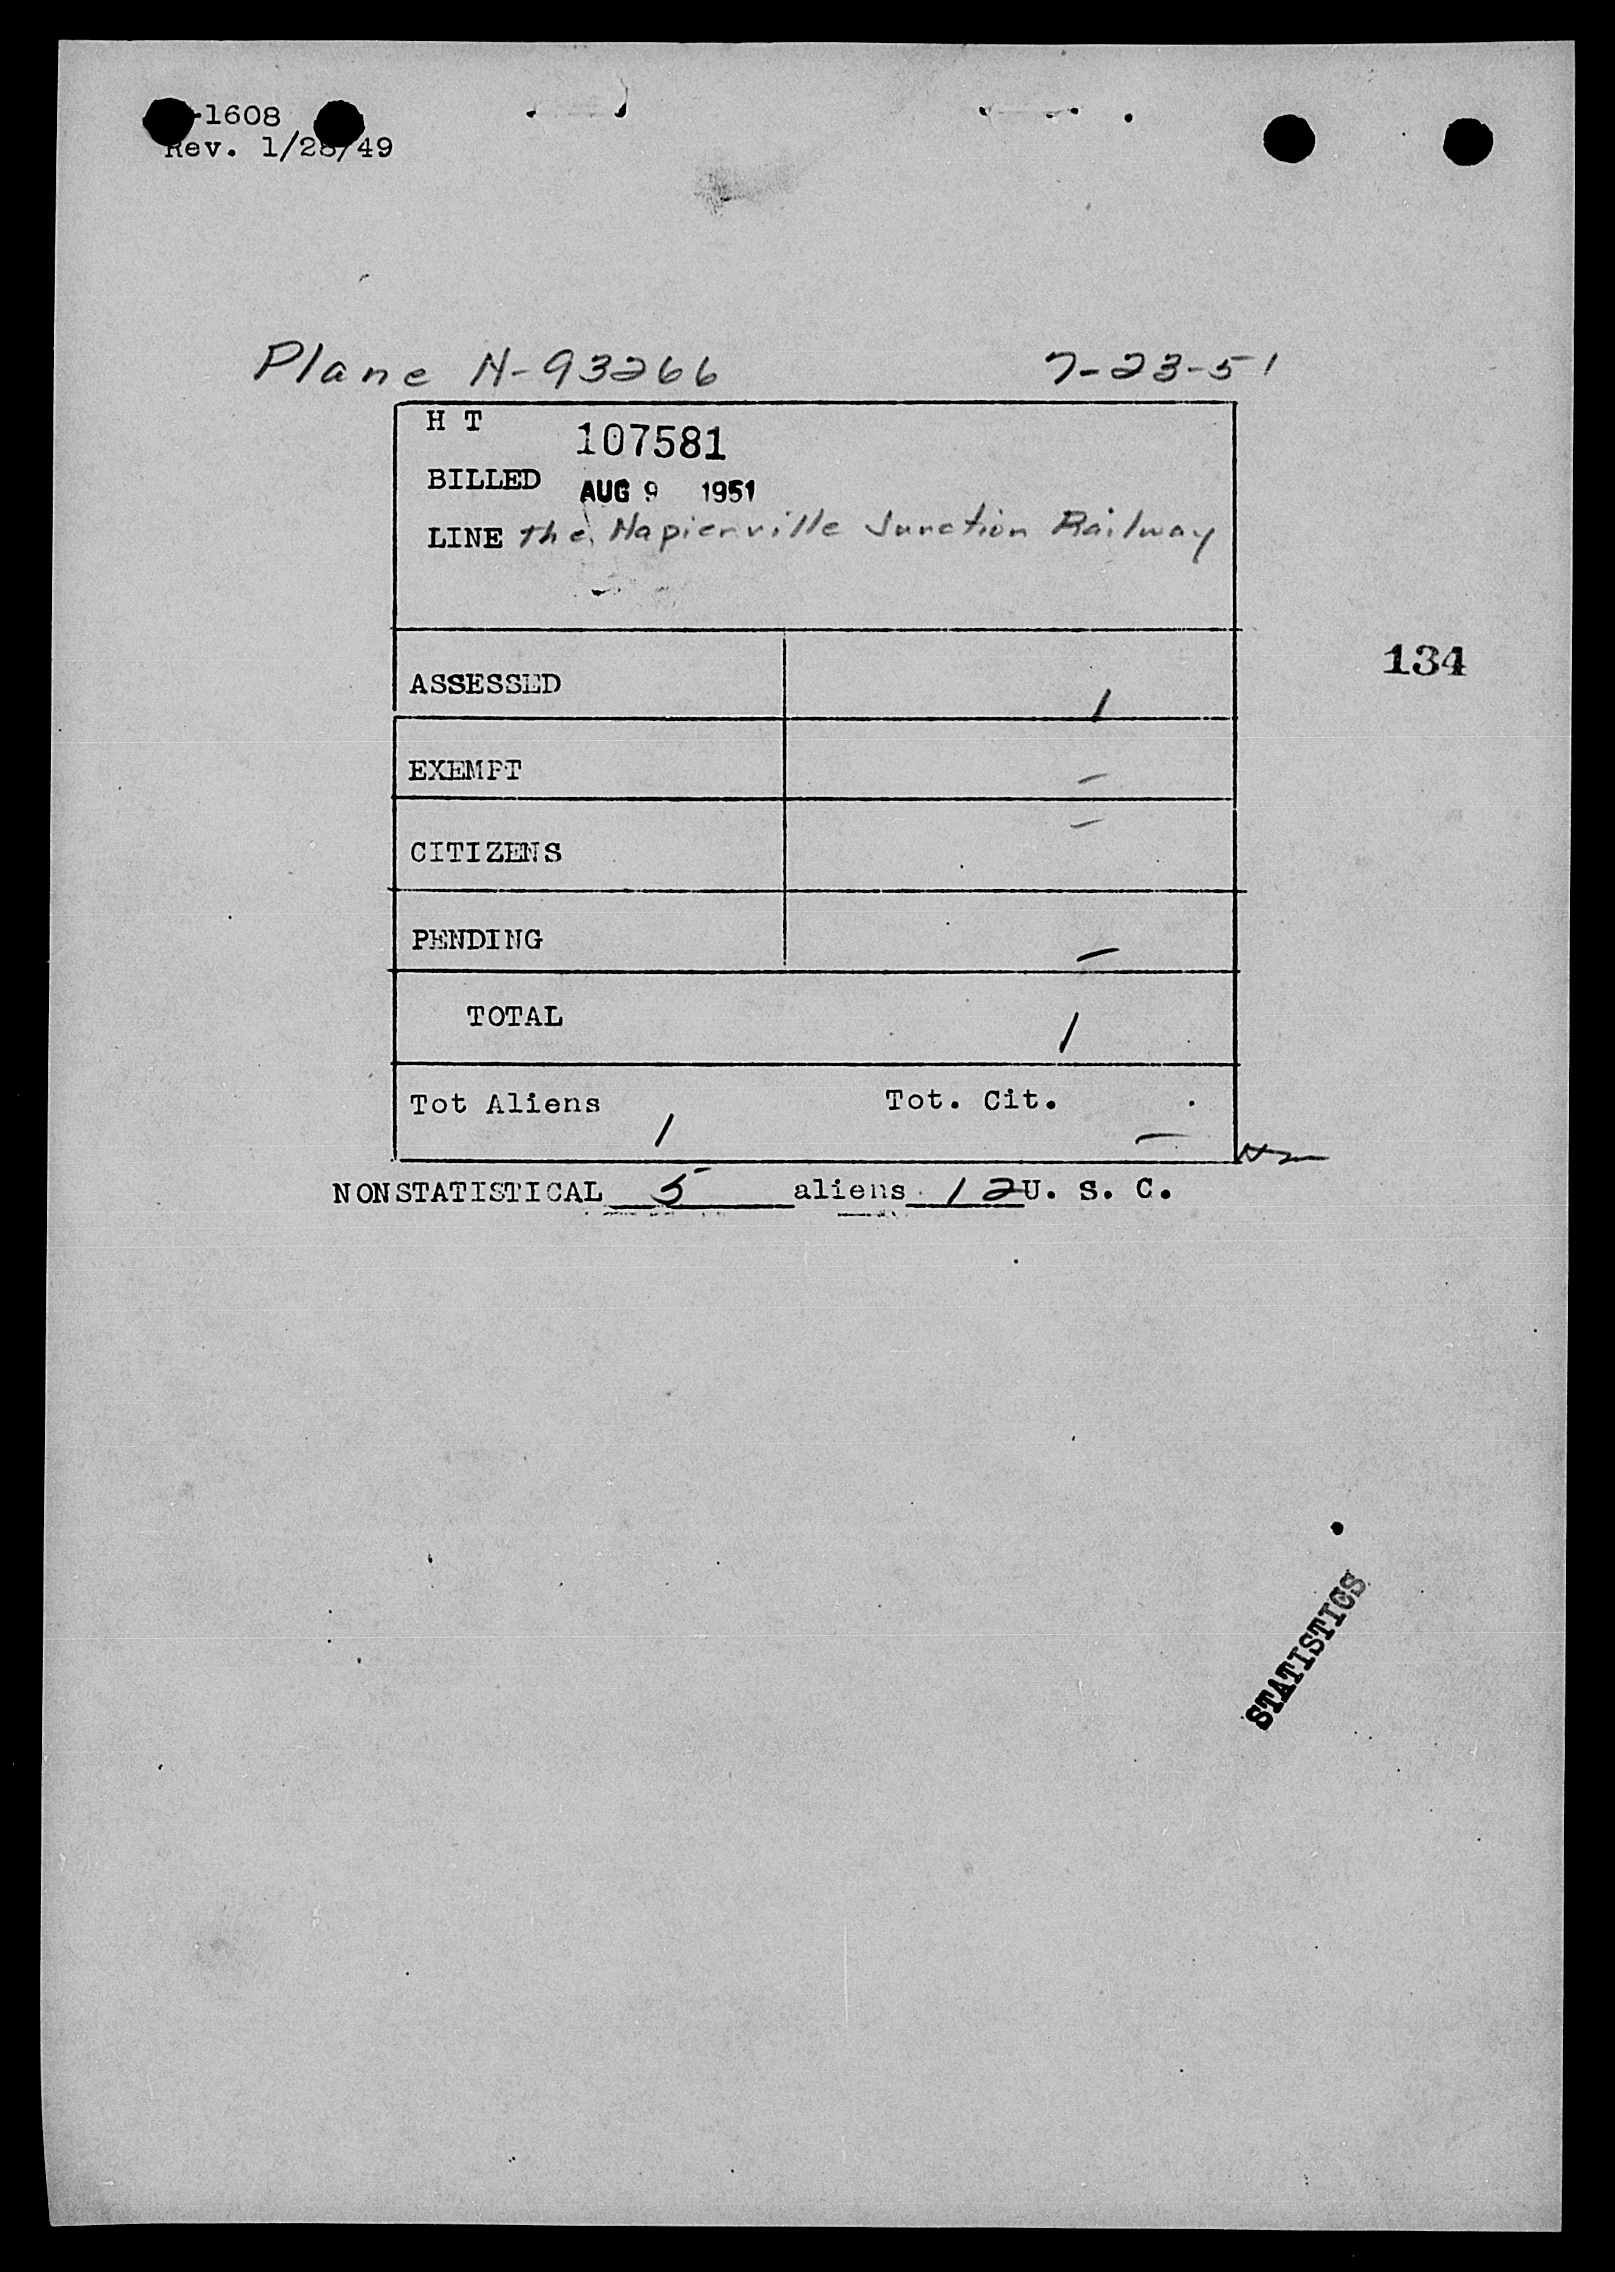 -1608
Rev. 1/28/49
Plane N-93266 7-23-51
H T 107581
BILLED AUG 9 1951
LINE The Napierville Junction Railway
134
ASSESSED 1
EXEMPT -
CITIZENS -
PENDING -
TOTAL 1
Tot Aliens 1 Tot. Cit. -
NONSTATISTICAL 5 aliens 12 U. S. C.
STATISTICS